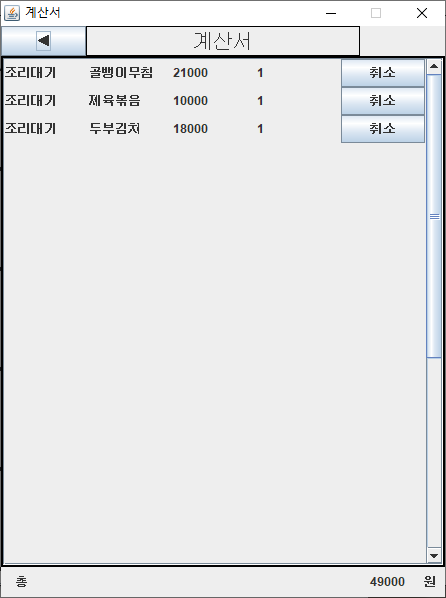 계산서
◀ 계산서
조리대기 골뱅이무침 21000 1 취소
조리대기 제육볶음 10000 1 취소
조리대기 두부김치 18000 1 취소
총 49000 원